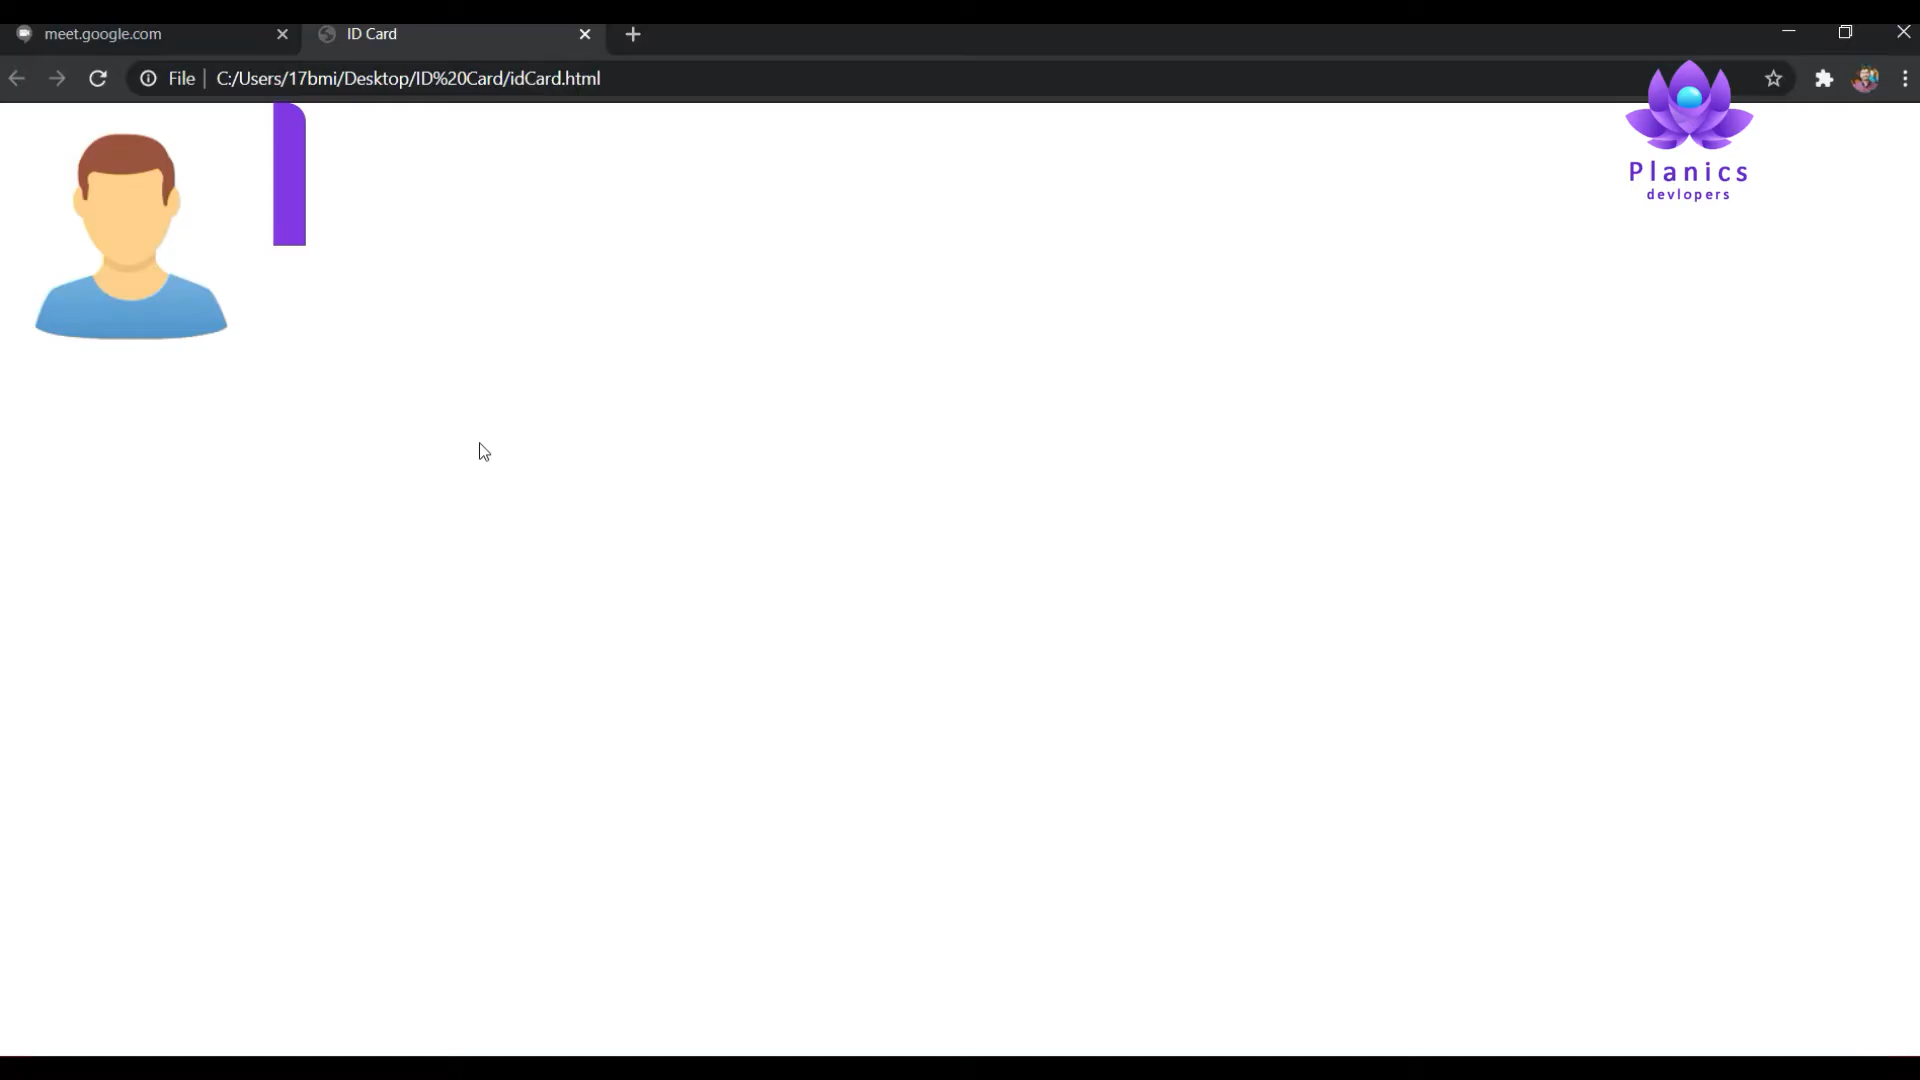 meet.google.com
ID Card
File
C:/Users/17bmi/Desktop/ID%20Card/idCard.html
Planics
devlopers